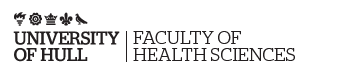 UNIVERSITY OF HULL
FACULTY OF HEALTH SCIENCES